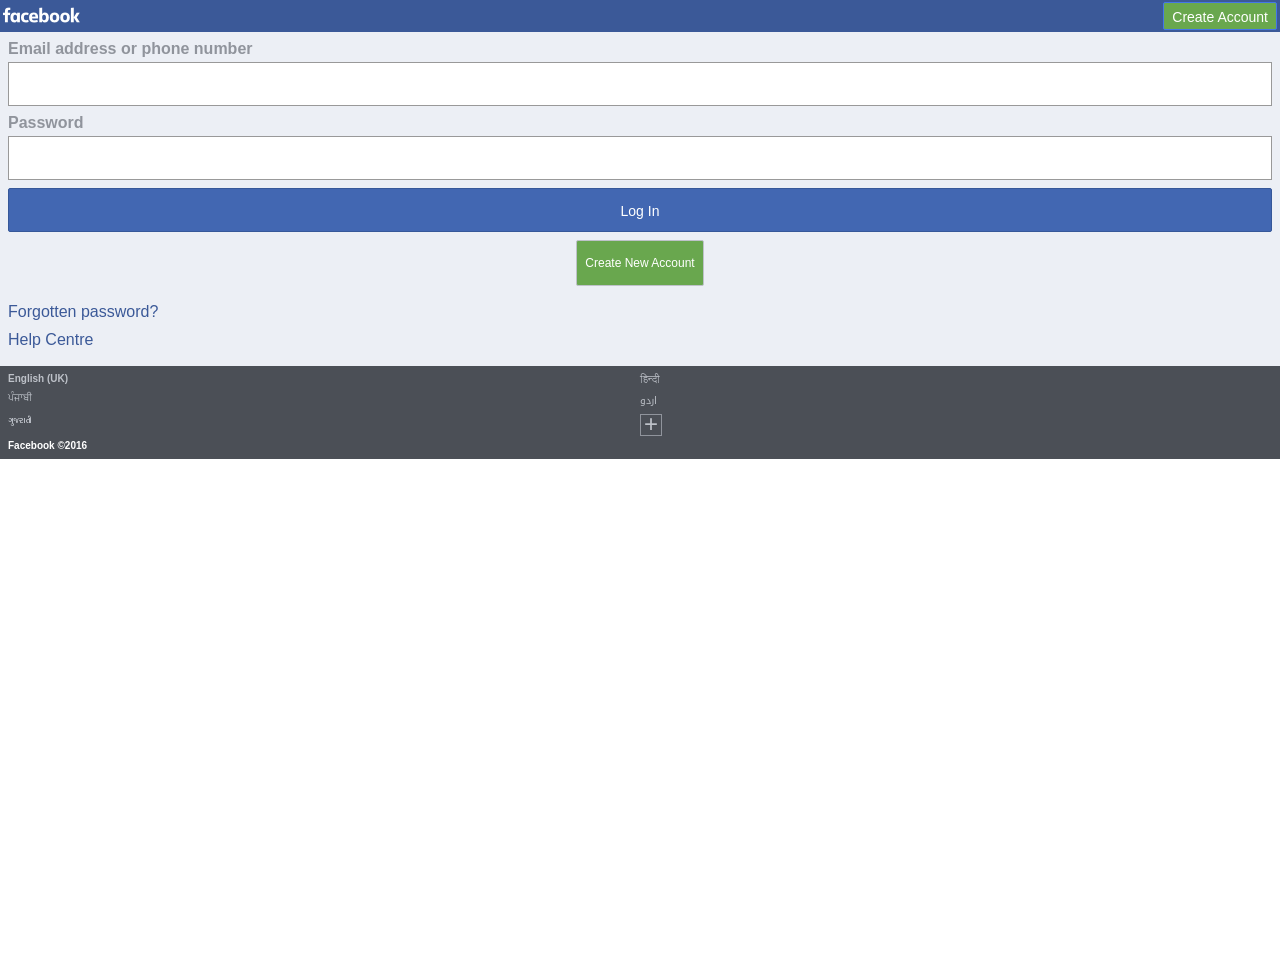 facebook
Create Account
Email address or phone number
Password
Log In
Create New Account
Forgotten password?
Help Centre
English (UK)
हिन्दी
ਪੰਜਾਬੀ
اردو
ગુજરાતી
+
Facebook ©2016